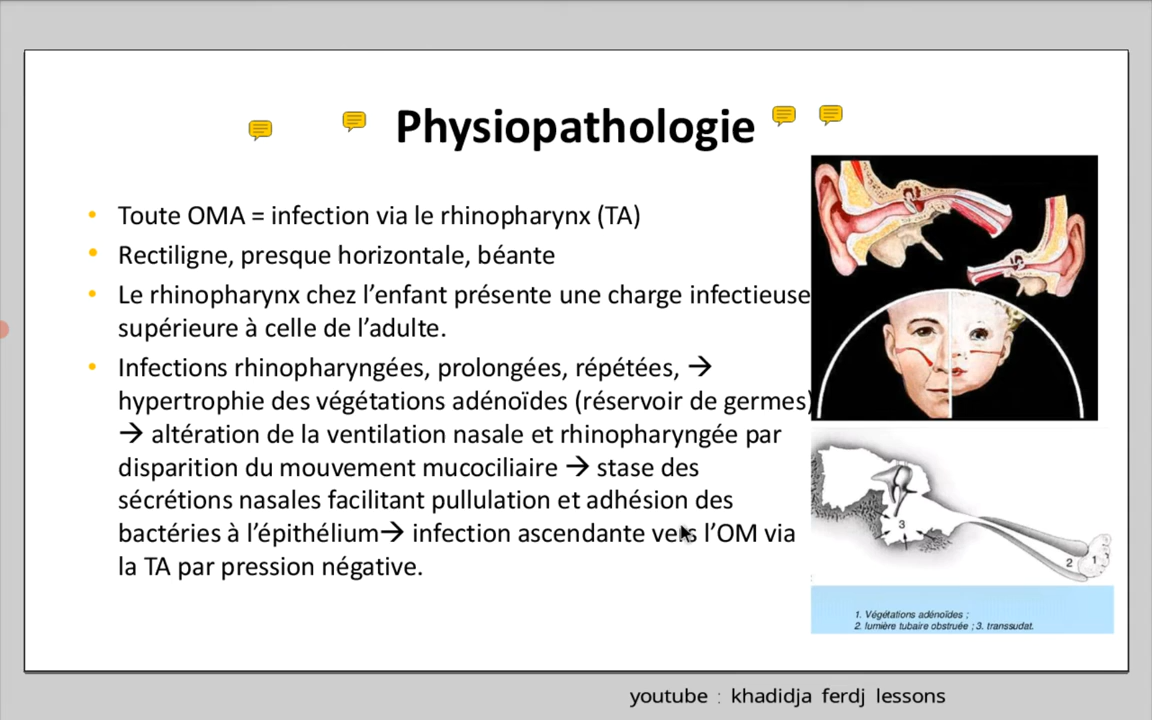 Physiopathologie
• Toute OMA = infection via le rhinopharynx (TA)
• Rectiligne, presque horizontale, béante
• Le rhinopharynx chez l’enfant présente une charge infectieuse
supérieure à celle de l’adulte.
• Infections rhinopharyngées, prolongées, répétées, →
hypertrophie des végétations adénoïdes (réservoir de germes)
→ altération de la ventilation nasale et rhinopharyngée par
disparition du mouvement mucociliaire → stase des
sécrétions nasales facilitant pullulation et adhésion des
bactéries à l’épithélium→ infection ascendante vers l’OM via
la TA par pression négative.
3
2
1
1. Végétations adénoïdes ;
2. lumière tubaire obstruée ; 3. transsudat.
youtube : khadidja ferdj lessons